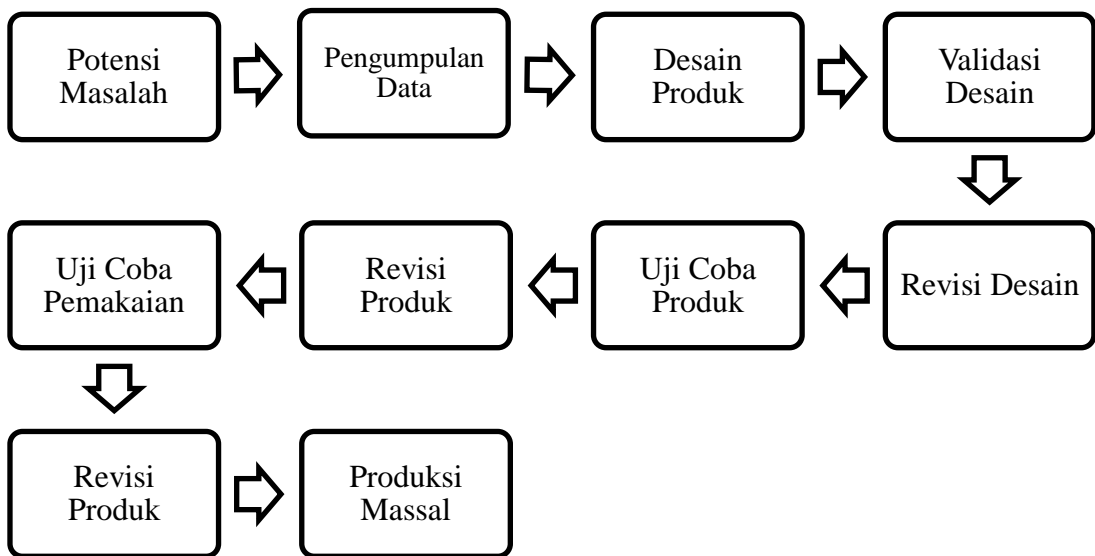 Potensi
Masalah
Pengumpulan
Data
Desain
Produk
Validasi
Desain
Revisi Desain
Uji Coba
Produk
Revisi
Produk
Uji Coba
Pemakaian
Revisi
Produk
Produksi
Massal